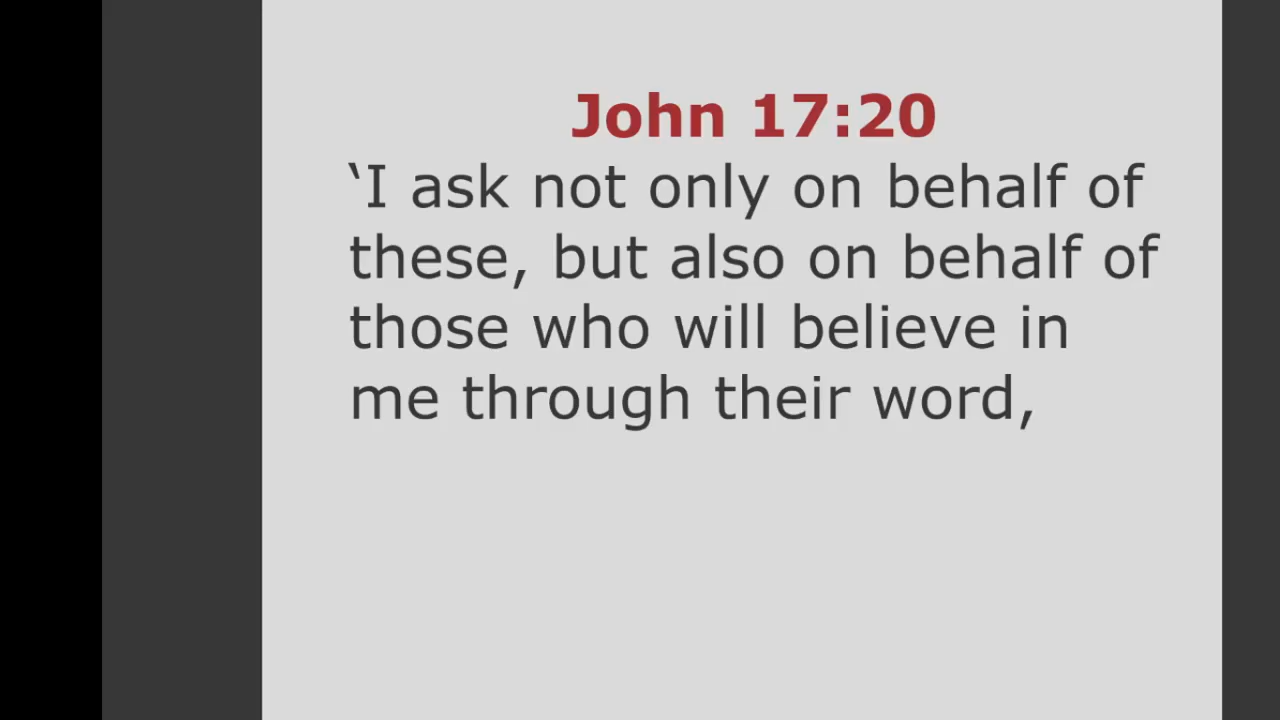 John 17:20
‘I ask not only on behalf of
these, but also on behalf of
those who will believe in
me through their word,